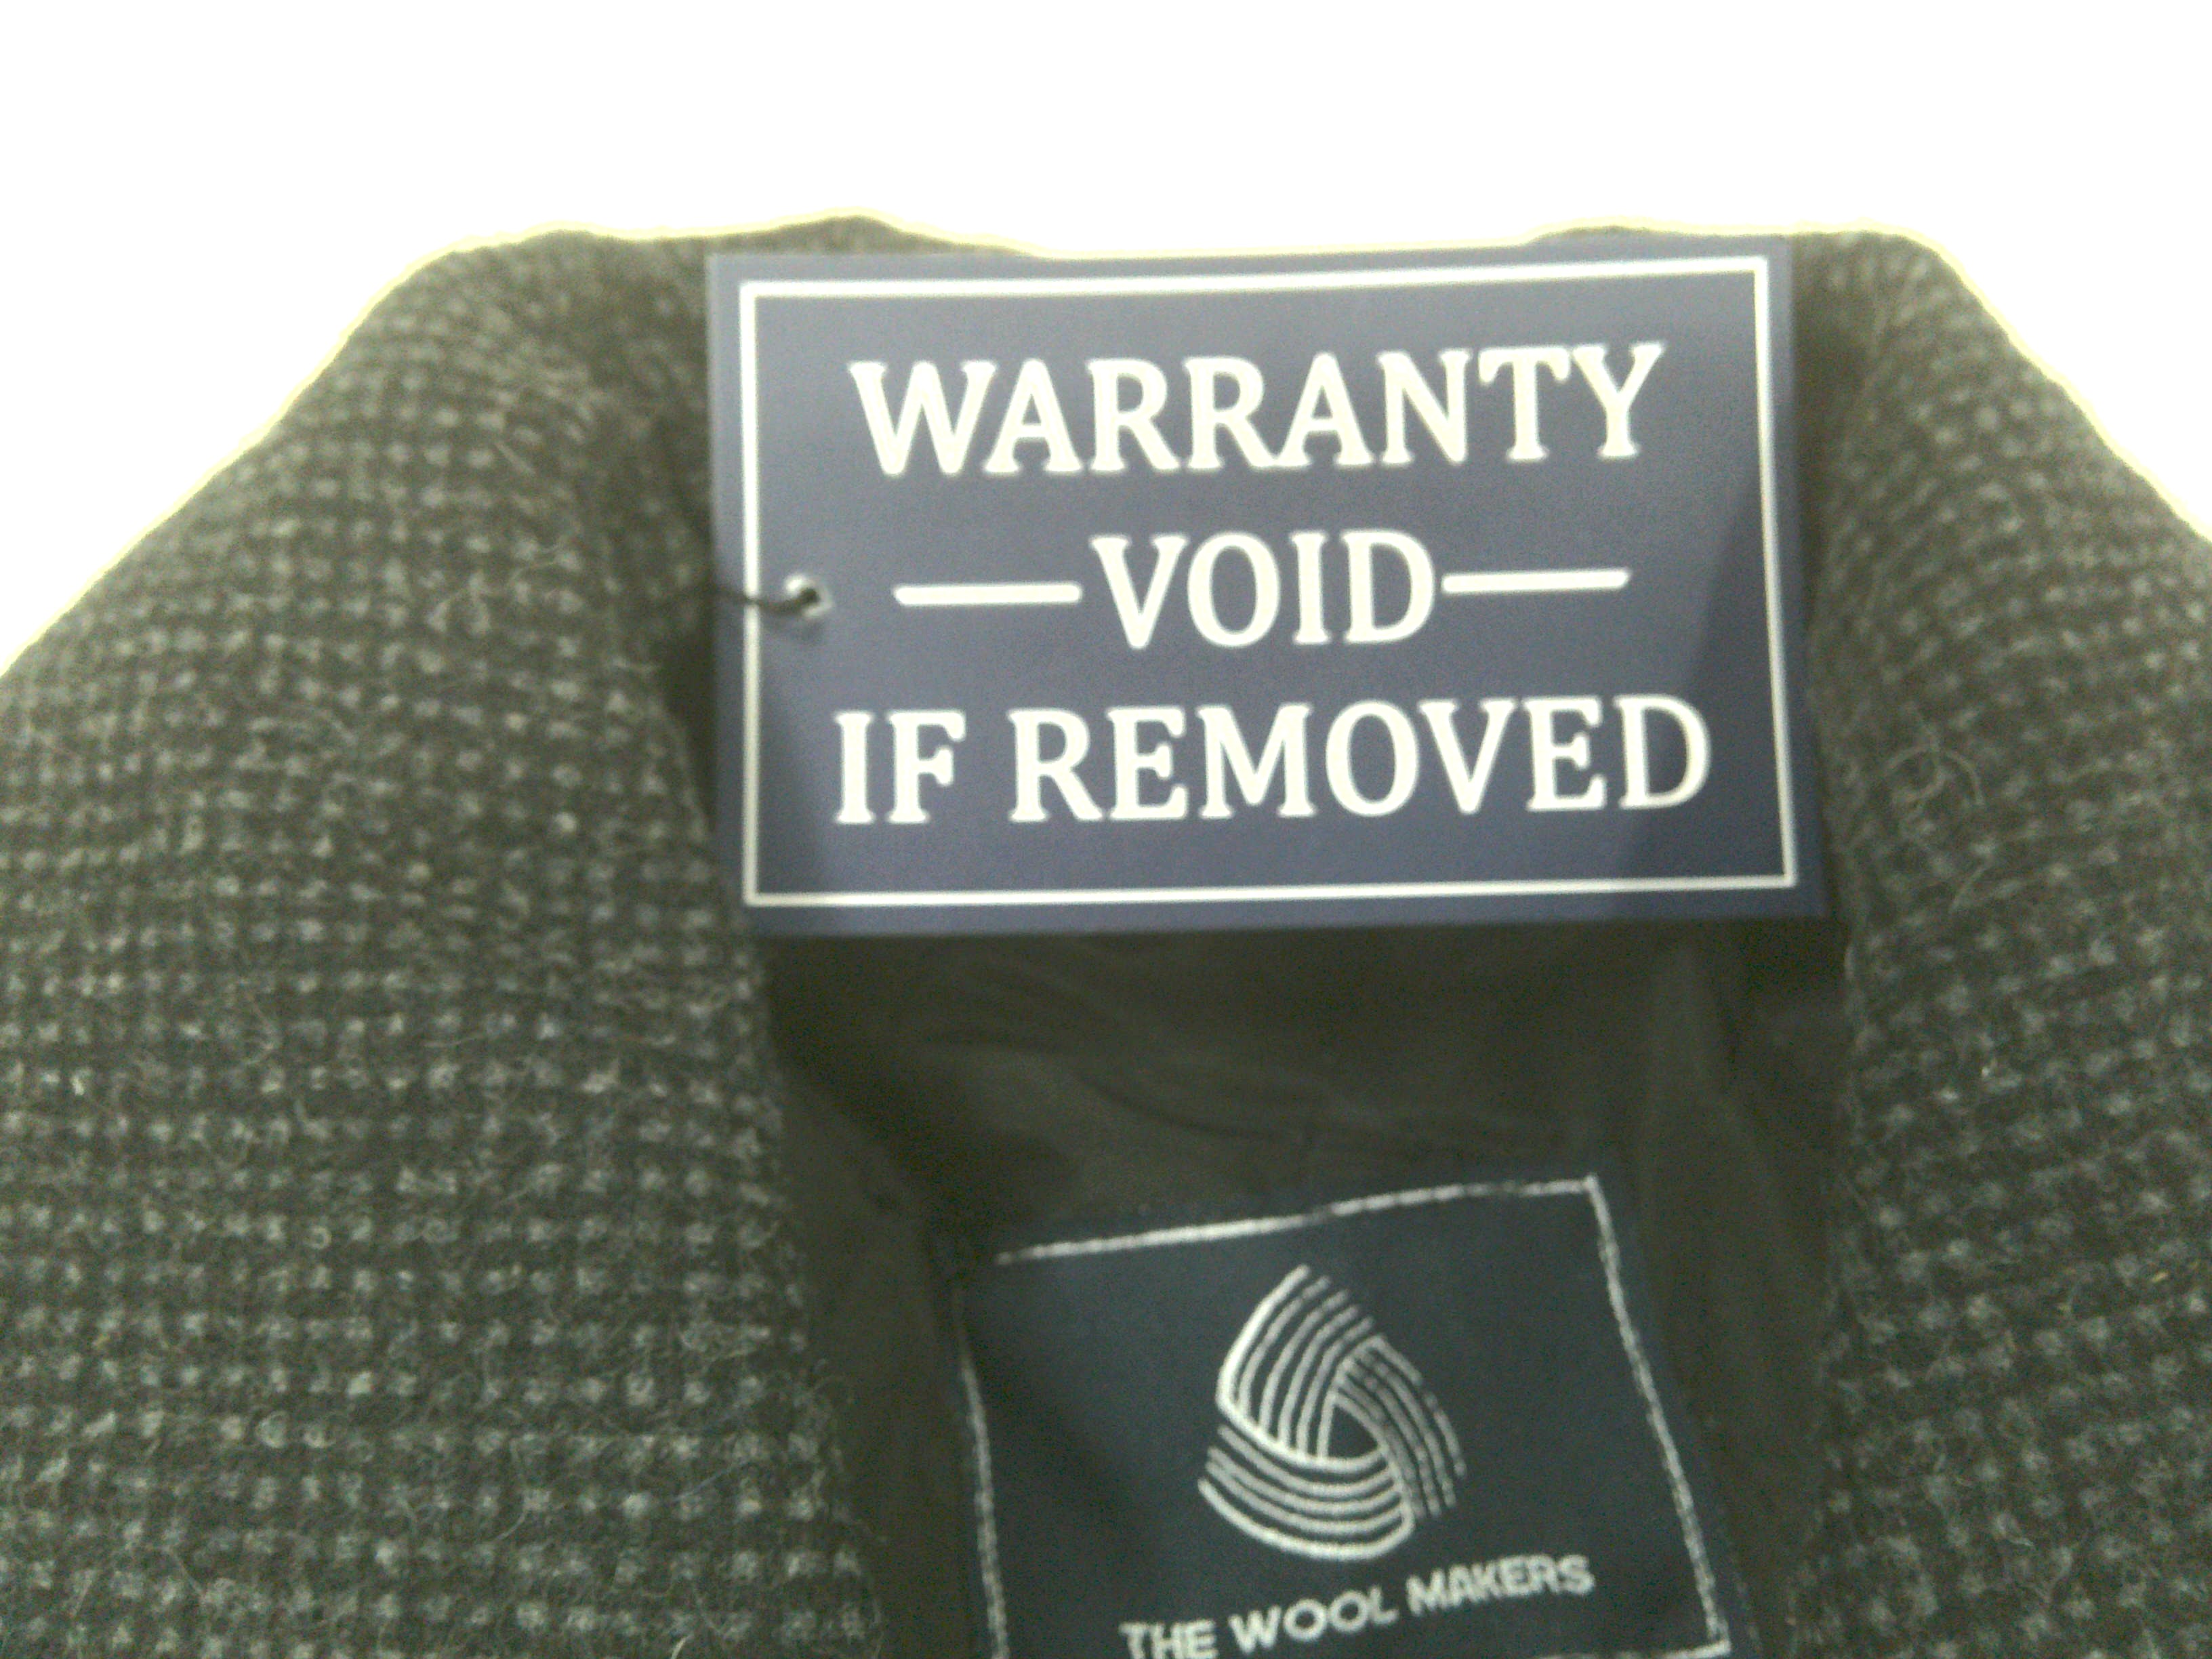 WARRANTY
—VOID—
IF REMOVED
THE WOOL MAKERS